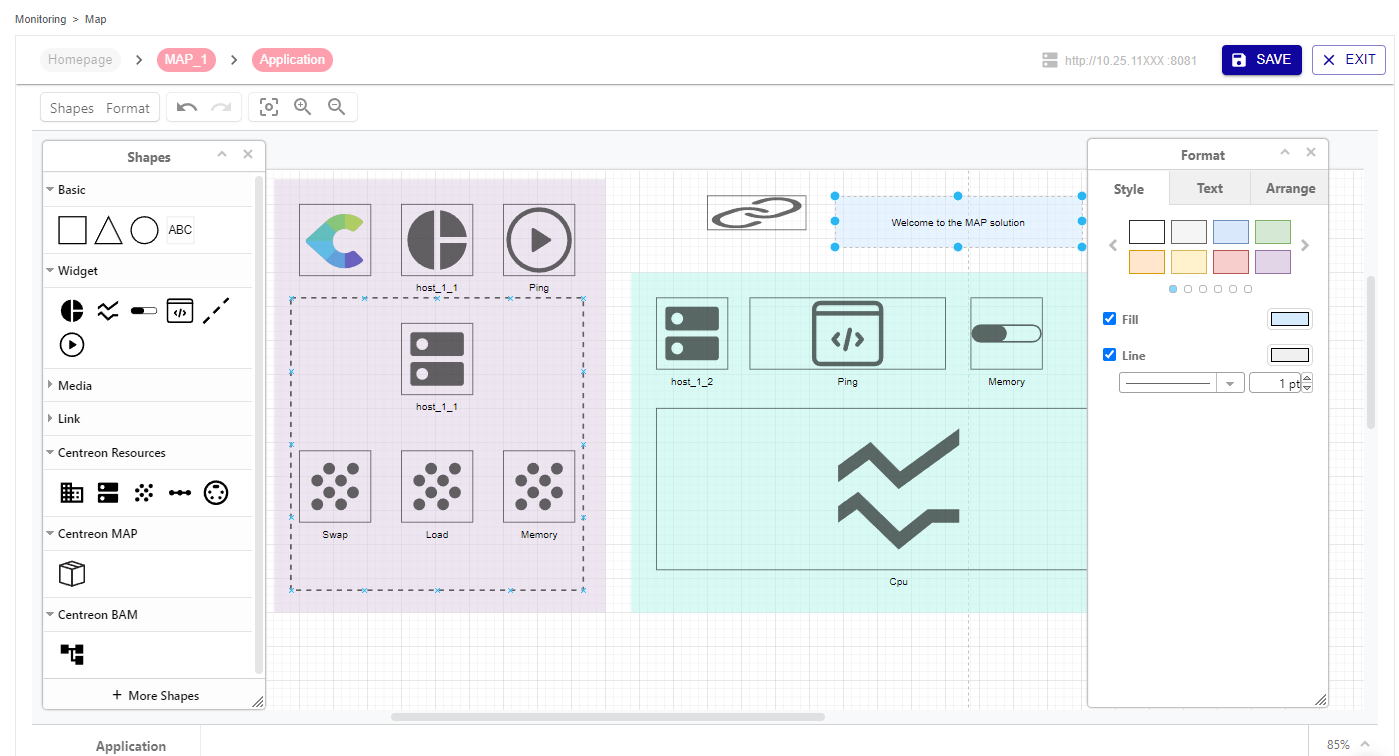 Monitoring > Map
Homepage
MAP_1
Application
http://10.25.11XXX :8081
SAVE
EXIT
Shapes
Format
Shapes
Basic
ABC
Widget
Media
Link
Centreon Resources
Centreon MAP
Centreon BAM
+ More Shapes
host_1_1
Ping
host_1_1
Swap
Load
Memory
Welcome to the MAP solution
host_1_2
Ping
Memory
Cpu
Format
Style
Text
Arrange
Fill
Line
1 pt
Application
85%